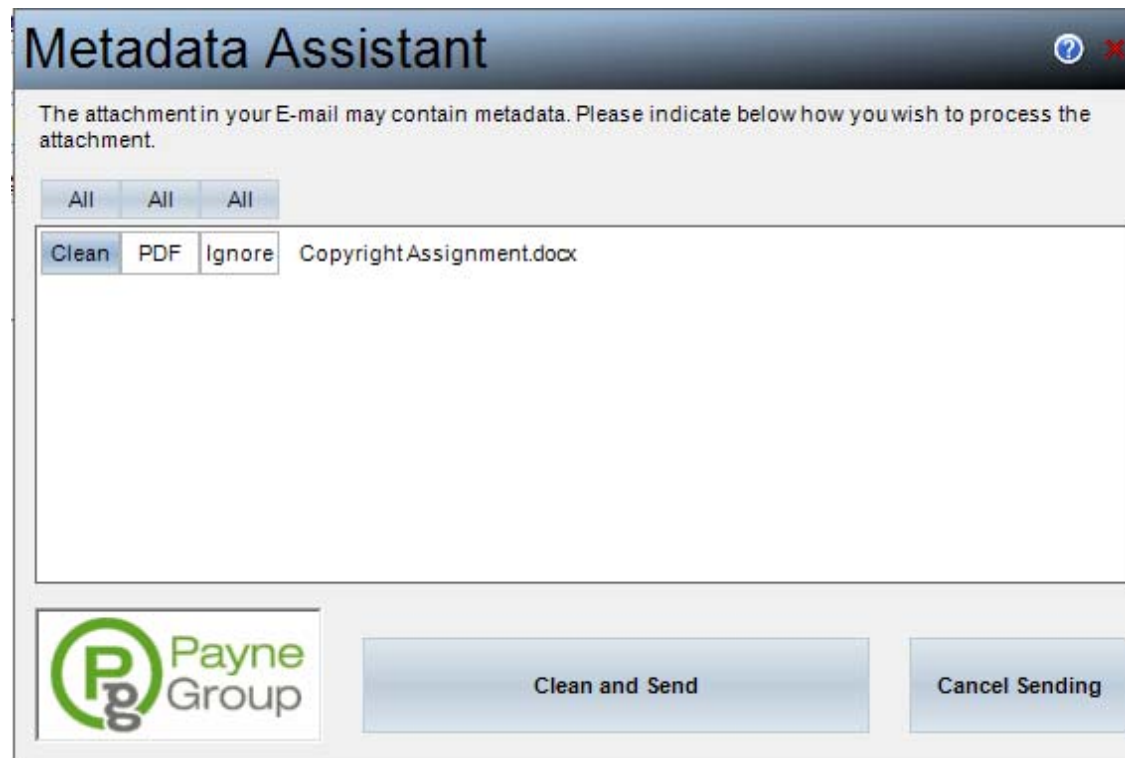 Metadata Assistant
The attachment in your E-mail may contain metadata. Please indicate below how you wish to process the
attachment.
All All All
Clean PDF Ignore Copyright Assignment.docx
Payne
Group
Pg
Clean and Send
Cancel Sending